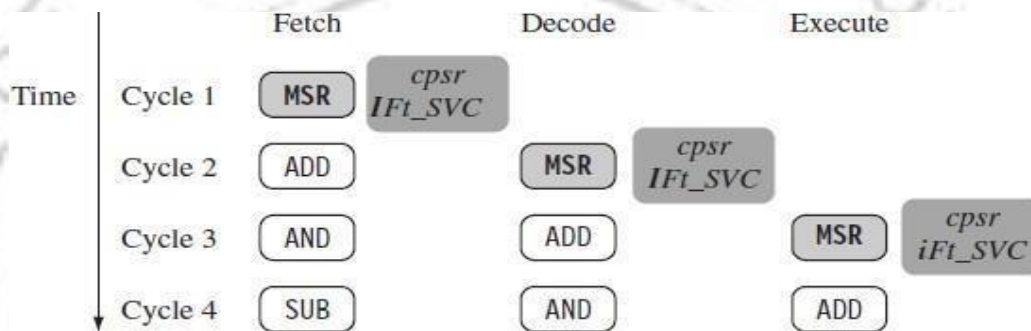 Fetch Decode Execute
cpsr
Time Cycle 1 MSR IFt_SVC
cpsr
Cycle 2 ADD MSR IFt_SVC
cpsr
Cycle 3 AND ADD MSR iFt_SVC
Cycle 4 SUB AND ADD